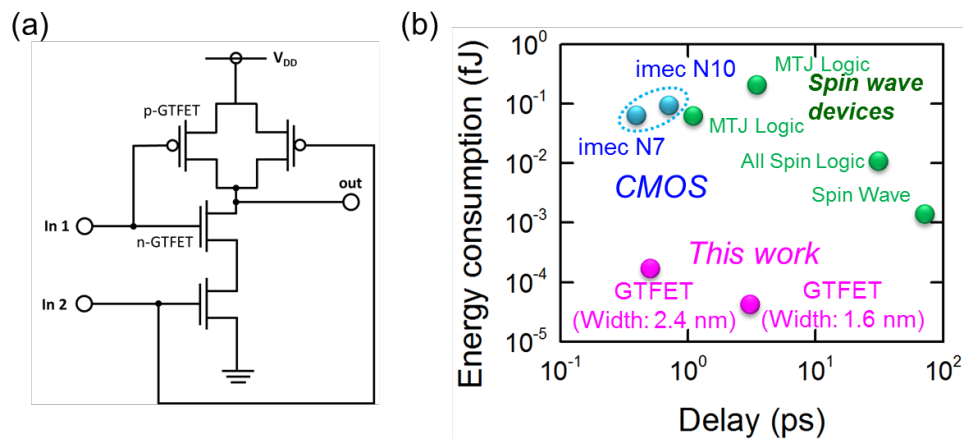 (a)
V_DD
p-GTFET
out
In 1
n-GTFET
In 2
(b)
Energy consumption (fJ)
10^0
10^-1
10^-2
10^-3
10^-4
10^-5
MTJ Logic
imec N10
Spin wave
devices
MTJ Logic
imec N7
All Spin Logic
CMOS
Spin Wave
This work
GTFET
(Width: 2.4 nm)
GTFET
(Width: 1.6 nm)
10^-1
10^0
10^1
10^2
Delay (ps)